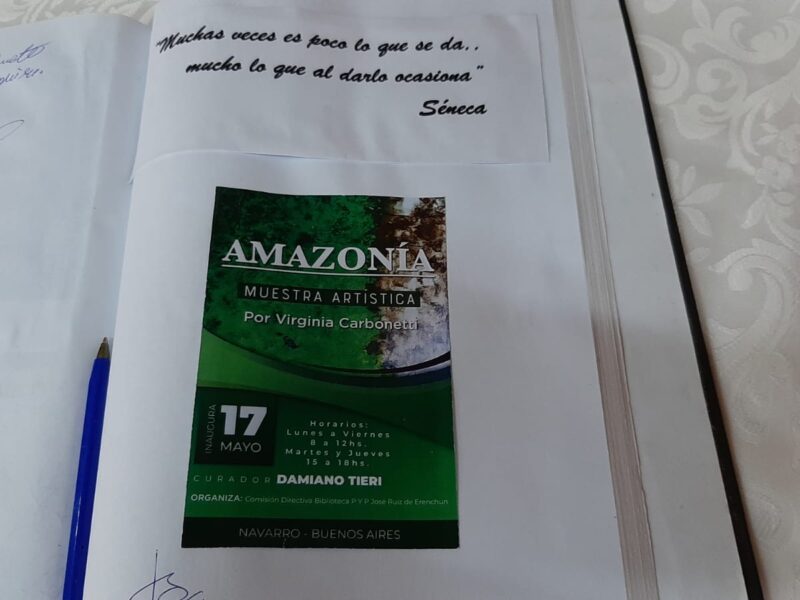 "Muchas veces es poco lo que se da..
mucho lo que al darlo ocasiona"
Séneca
AMAZONÍA
MUESTRA ARTÍSTICA
Por Virginia Carbonetti
INAUGURA
17
MAYO
Horarios:
Lunes a Viernes
8 a 12hs.
Martes y Jueves
15 a 18hs.
CURADOR DAMIANO TIERI
ORGANIZA: Comisión Directiva Biblioteca P.Y P José Ruiz de Erenchun
NAVARRO - BUENOS AIRES